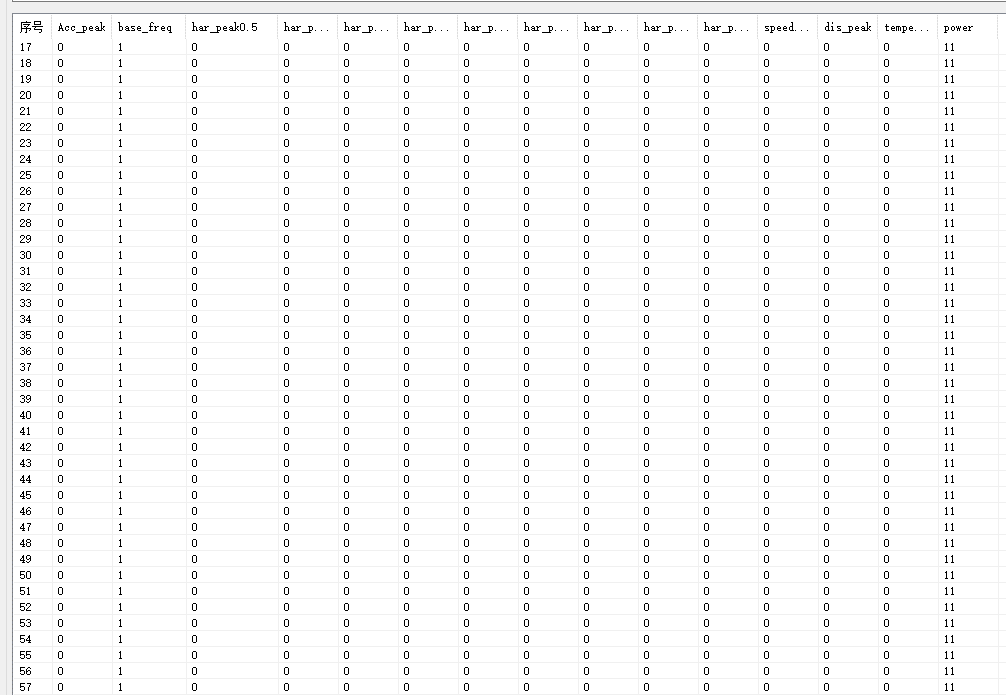 序号 Acc_peak base_freq har_peak0.5 har_p... har_p... har_p... har_p... har_p... har_p... har_p... har_p... speed... dis_peak tempe... power
17 0 1 0 0 0 0 0 0 0 0 0 0 0 0 11
18 0 1 0 0 0 0 0 0 0 0 0 0 0 0 11
19 0 1 0 0 0 0 0 0 0 0 0 0 0 0 11
20 0 1 0 0 0 0 0 0 0 0 0 0 0 0 11
21 0 1 0 0 0 0 0 0 0 0 0 0 0 0 11
22 0 1 0 0 0 0 0 0 0 0 0 0 0 0 11
23 0 1 0 0 0 0 0 0 0 0 0 0 0 0 11
24 0 1 0 0 0 0 0 0 0 0 0 0 0 0 11
25 0 1 0 0 0 0 0 0 0 0 0 0 0 0 11
26 0 1 0 0 0 0 0 0 0 0 0 0 0 0 11
27 0 1 0 0 0 0 0 0 0 0 0 0 0 0 11
28 0 1 0 0 0 0 0 0 0 0 0 0 0 0 11
29 0 1 0 0 0 0 0 0 0 0 0 0 0 0 11
30 0 1 0 0 0 0 0 0 0 0 0 0 0 0 11
31 0 1 0 0 0 0 0 0 0 0 0 0 0 0 11
32 0 1 0 0 0 0 0 0 0 0 0 0 0 0 11
33 0 1 0 0 0 0 0 0 0 0 0 0 0 0 11
34 0 1 0 0 0 0 0 0 0 0 0 0 0 0 11
35 0 1 0 0 0 0 0 0 0 0 0 0 0 0 11
36 0 1 0 0 0 0 0 0 0 0 0 0 0 0 11
37 0 1 0 0 0 0 0 0 0 0 0 0 0 0 11
38 0 1 0 0 0 0 0 0 0 0 0 0 0 0 11
39 0 1 0 0 0 0 0 0 0 0 0 0 0 0 11
40 0 1 0 0 0 0 0 0 0 0 0 0 0 0 11
41 0 1 0 0 0 0 0 0 0 0 0 0 0 0 11
42 0 1 0 0 0 0 0 0 0 0 0 0 0 0 11
43 0 1 0 0 0 0 0 0 0 0 0 0 0 0 11
44 0 1 0 0 0 0 0 0 0 0 0 0 0 0 11
45 0 1 0 0 0 0 0 0 0 0 0 0 0 0 11
46 0 1 0 0 0 0 0 0 0 0 0 0 0 0 11
47 0 1 0 0 0 0 0 0 0 0 0 0 0 0 11
48 0 1 0 0 0 0 0 0 0 0 0 0 0 0 11
49 0 1 0 0 0 0 0 0 0 0 0 0 0 0 11
50 0 1 0 0 0 0 0 0 0 0 0 0 0 0 11
51 0 1 0 0 0 0 0 0 0 0 0 0 0 0 11
52 0 1 0 0 0 0 0 0 0 0 0 0 0 0 11
53 0 1 0 0 0 0 0 0 0 0 0 0 0 0 11
54 0 1 0 0 0 0 0 0 0 0 0 0 0 0 11
55 0 1 0 0 0 0 0 0 0 0 0 0 0 0 11
56 0 1 0 0 0 0 0 0 0 0 0 0 0 0 11
57 0 1 0 0 0 0 0 0 0 0 0 0 0 0 11